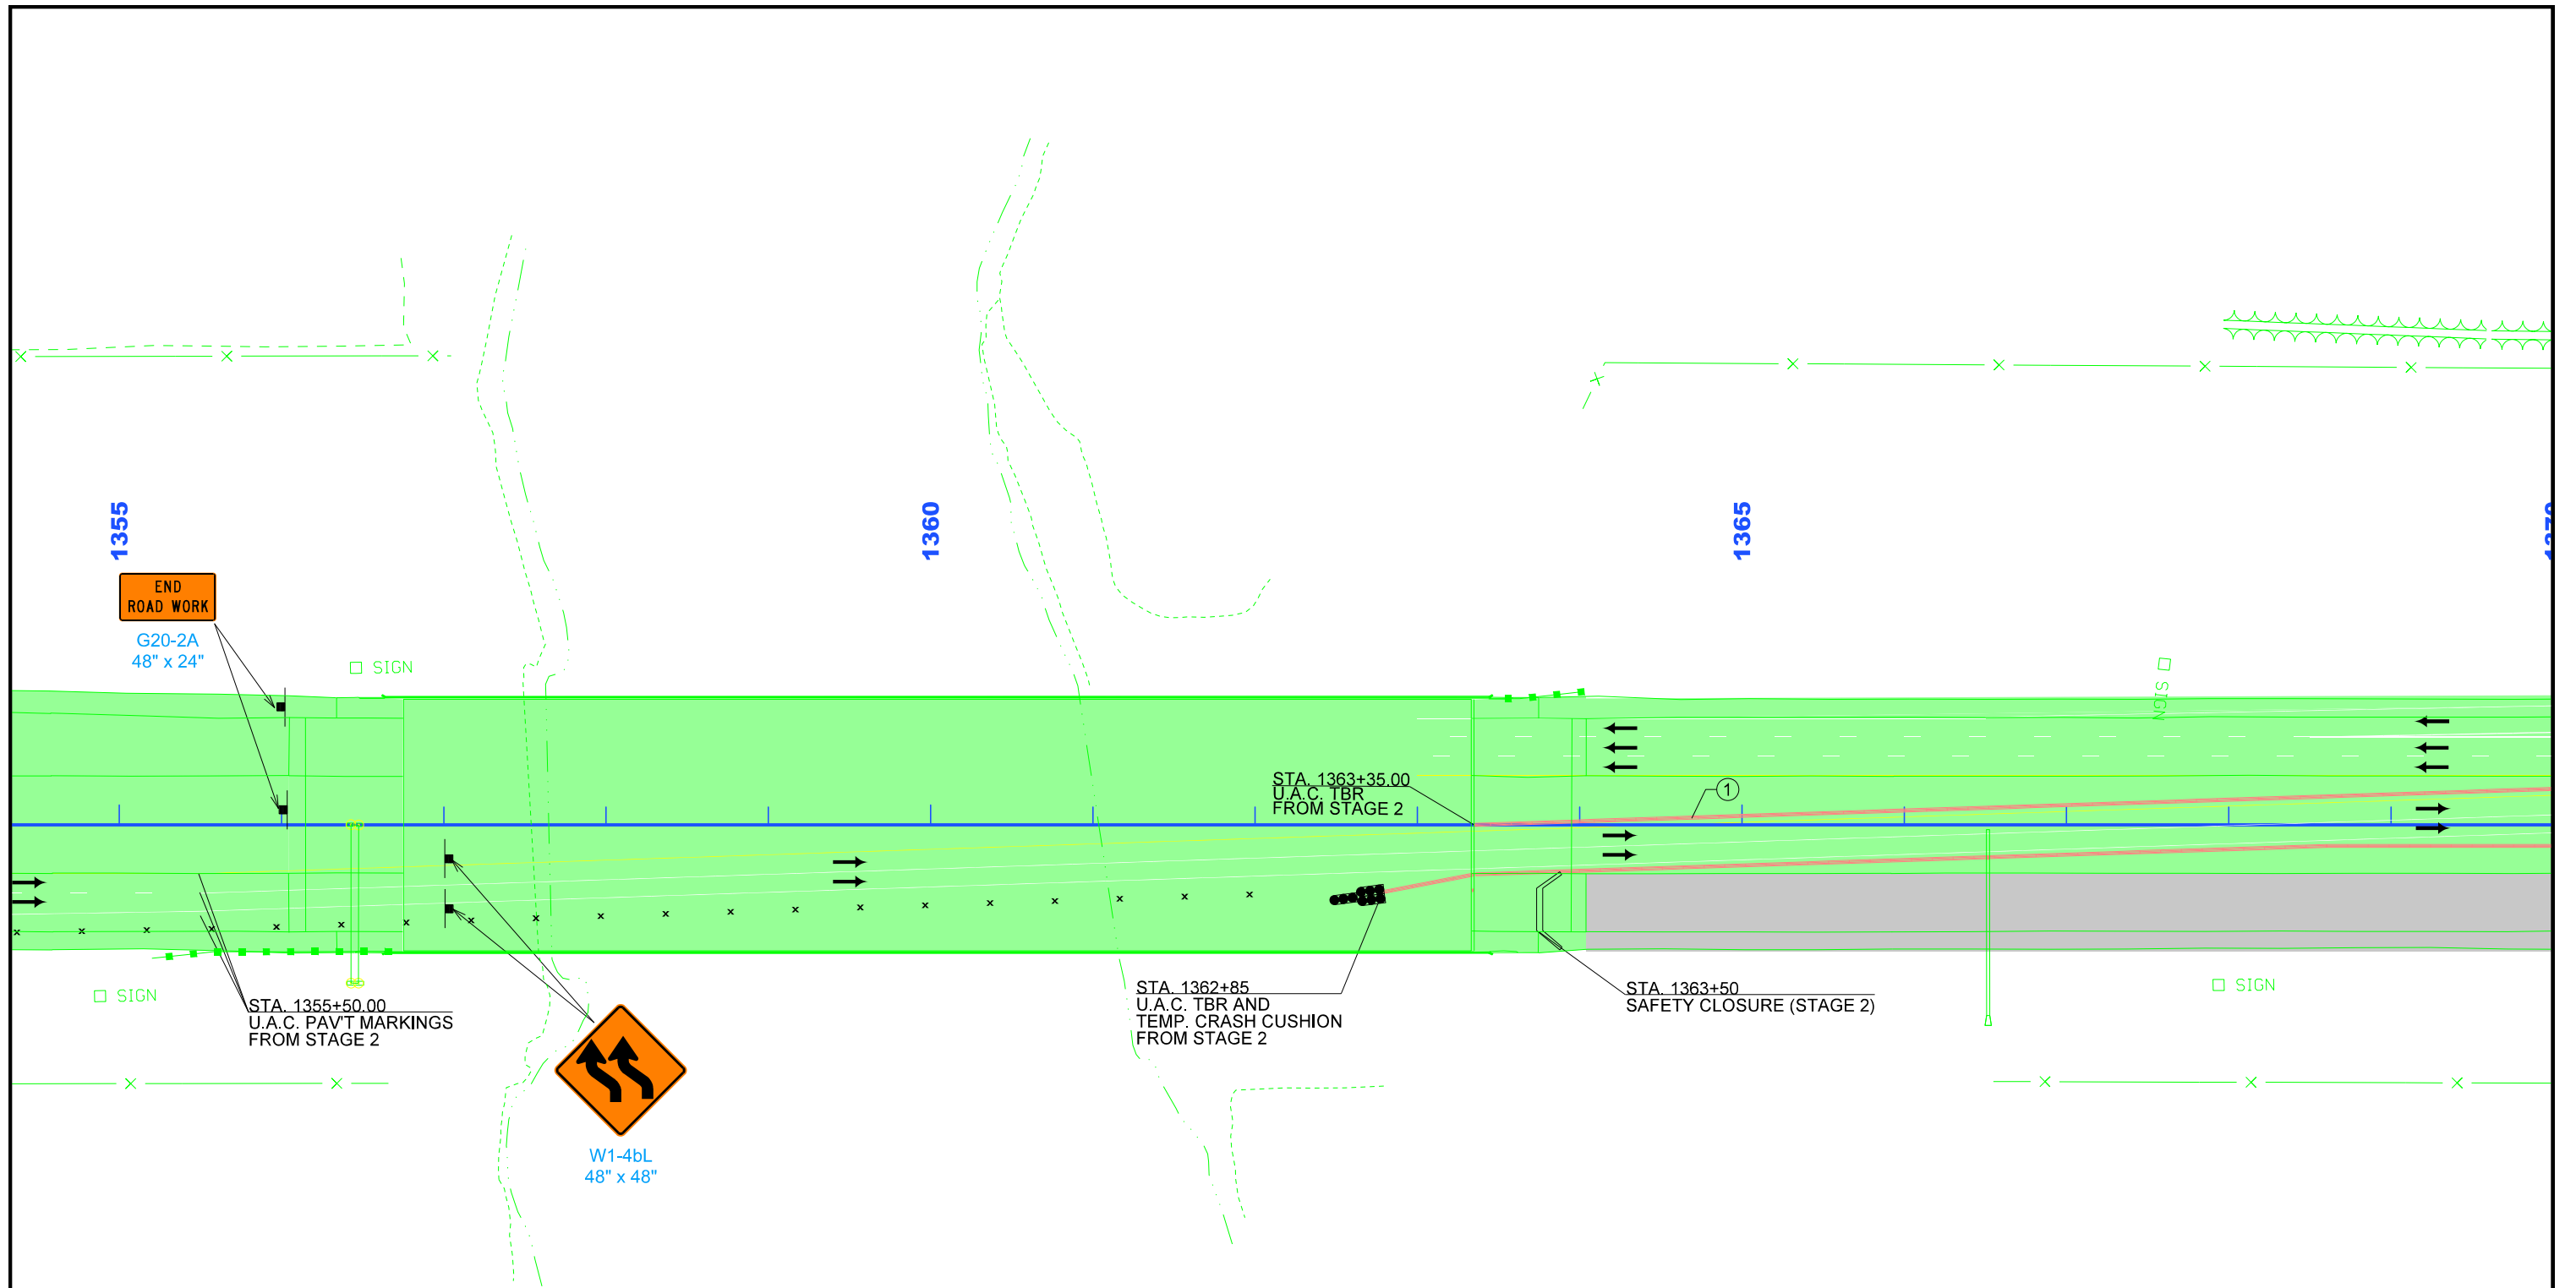 1355
1360
1365
END
ROAD WORK
G20-2A
48" x 24"
SIGN
SIGN
STA. 1363+35.00
U.A.C. TBR
FROM STAGE 2
1
SIGN
STA. 1355+50.00
U.A.C. PAV'T MARKINGS
FROM STAGE 2
STA. 1362+85
U.A.C. TBR AND
TEMP. CRASH CUSHION
FROM STAGE 2
STA. 1363+50
SAFETY CLOSURE (STAGE 2)
SIGN
W1-4bL
48" x 48"